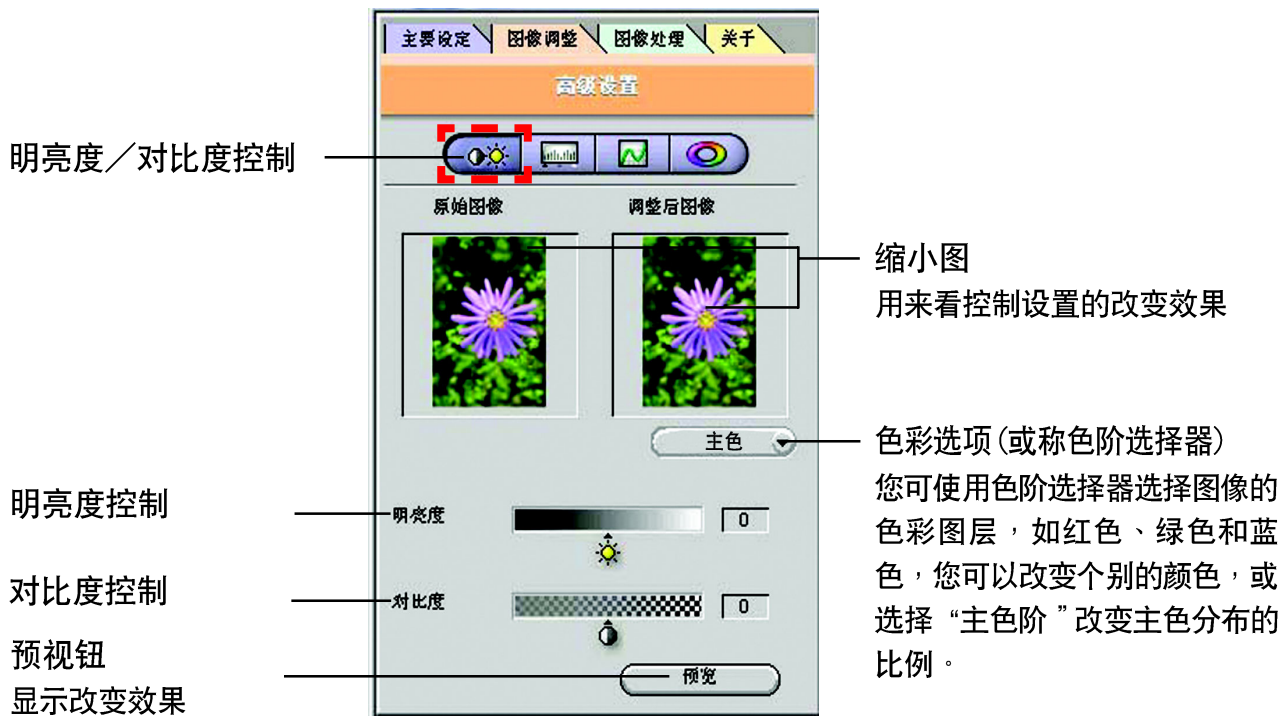 主要设定 图像调整 图像处理 关于
高级设置
明亮度／对比度控制
原始图像 调整后图像
缩小图
用来看控制设置的改变效果
主色
色彩选项(或称色阶选择器)
您可使用色阶选择器选择图像的
色彩图层，如红色、绿色和蓝
色，您可以改变个别的颜色，或
选择“主色阶”改变主色分布的
比例。
明亮度控制
明亮度 0
对比度控制
对比度 0
预视钮
显示改变效果
预览